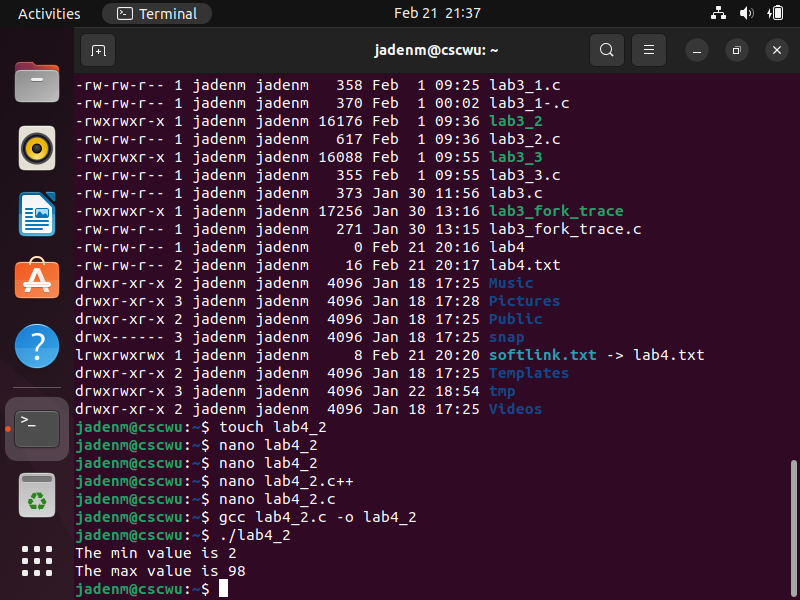 Activities Terminal Feb 21 21:37
jadenm@cscwu: ~
-rw-rw-r-- 1 jadenm jadenm   358 Feb  1 09:25 lab3_1.c
-rw-rw-r-- 1 jadenm jadenm   370 Feb  1 00:02 lab3_1-.c
-rwxrwxr-x 1 jadenm jadenm 16176 Feb  1 09:36 lab3_2
-rw-rw-r-- 1 jadenm jadenm   617 Feb  1 09:36 lab3_2.c
-rwxrwxr-x 1 jadenm jadenm 16088 Feb  1 09:55 lab3_3
-rw-rw-r-- 1 jadenm jadenm   355 Feb  1 09:55 lab3_3.c
-rw-rw-r-- 1 jadenm jadenm   373 Jan 30 11:56 lab3.c
-rwxrwxr-x 1 jadenm jadenm 17256 Jan 30 13:16 lab3_fork_trace
-rw-rw-r-- 1 jadenm jadenm   271 Jan 30 13:15 lab3_fork_trace.c
-rw-rw-r-- 1 jadenm jadenm     0 Feb 21 20:16 lab4
-rw-rw-r-- 2 jadenm jadenm    16 Feb 21 20:17 lab4.txt
drwxr-xr-x 2 jadenm jadenm  4096 Jan 18 17:25 Music
drwxr-xr-x 3 jadenm jadenm  4096 Jan 18 17:28 Pictures
drwxr-xr-x 2 jadenm jadenm  4096 Jan 18 17:25 Public
drwx------ 3 jadenm jadenm  4096 Jan 18 17:25 snap
lrwxrwxrwx 1 jadenm jadenm     8 Feb 21 20:20 softlink.txt -> lab4.txt
drwxr-xr-x 2 jadenm jadenm  4096 Jan 18 17:25 Templates
drwxrwxr-x 3 jadenm jadenm  4096 Jan 22 18:54 tmp
drwxr-xr-x 2 jadenm jadenm  4096 Jan 18 17:25 Videos
jadenm@cscwu:~$ touch lab4_2
jadenm@cscwu:~$ nano lab4_2
jadenm@cscwu:~$ nano lab4_2
jadenm@cscwu:~$ nano lab4_2.c++
jadenm@cscwu:~$ nano lab4_2.c
jadenm@cscwu:~$ gcc lab4_2.c -o lab4_2
jadenm@cscwu:~$ ./lab4_2
The min value is 2
The max value is 98
jadenm@cscwu:~$